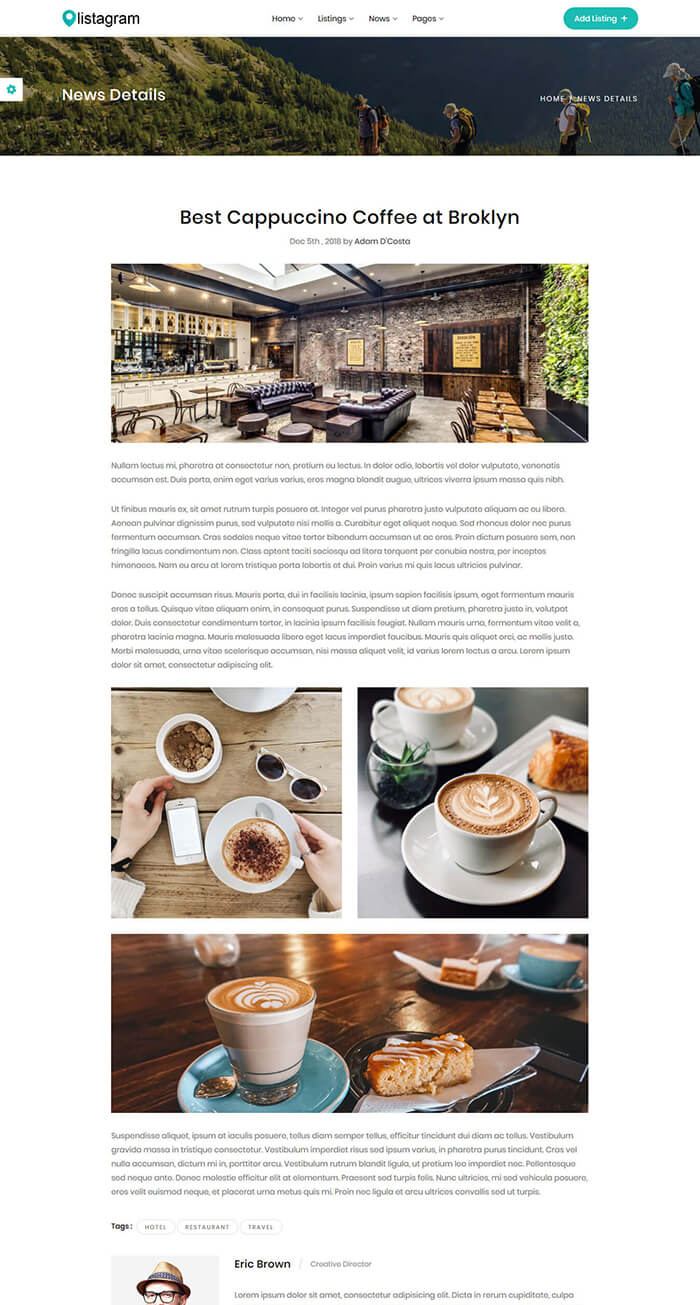 listagram
Home Listings News Pages
Add Listing +
News Details
HOME / NEWS DETAILS
Best Cappuccino Coffee at Broklyn
Dec 5th , 2018 by Adam D'Costa
Nullam lectus mi, pharetra at consectetur non, pretium eu lectus. In dolor odio, lobortis vel dolor vulputate, venenatis
accumsan est. Duis porta, enim eget varius varius, eros magna blandit augue, ultrices viverra ipsum massa quis nibh.
Ut finibus mauris ex, sit amet rutrum turpis posuere at. Integer vel purus pharetra justo vulputate aliquam ac eu libero.
Aenean pulvinar dignissim purus, sed vulputate nisi mollis a. Curabitur eget aliquet neque. Sed rhoncus dolor nec purus
fermentum accumsan. Cras sodales neque vitae tortor bibendum accumsan ut ac eros. Proin dictum posuere sem, non
fringilla lacus condimentum non. Class aptent taciti sociosqu ad litora torquent per conubia nostra, per inceptos
himenaeos. Nam eu arcu at lorem tristique porta lobortis et dui. Proin varius mi quis lacus ultricies pulvinar.
Donec suscipit accumsan risus. Mauris porta, dui in facilisis lacinia, ipsum sapien facilisis ipsum, eget fermentum mauris
eros a tellus. Quisque vitae aliquam enim, in consequat purus. Suspendisse ut diam pretium, pharetra justo in, volutpat
dolor. Duis consectetur condimentum tortor, in lacinia ipsum facilisis feugiat. Nullam mauris urna, fermentum vitae velit a,
pharetra lacinia magna. Mauris malesuada libero eget lacus imperdiet faucibus. Mauris quis aliquet orci, ac mollis justo.
Morbi malesuada, urna vitae scelerisque accumsan, nisi massa aliquet velit, id varius lorem lectus a arcu. Lorem ipsum
dolor sit amet, consectetur adipiscing elit.
Suspendisse aliquet, ipsum at iaculis posuere, tellus diam semper tellus, efficitur tincidunt dui diam ac tellus. Vestibulum
gravida massa in tristique consectetur. Vestibulum imperdiet risus sed ipsum varius, in pharetra purus tincidunt. Cras vel
nulla accumsan, dictum mi in, porttitor arcu. Vestibulum rutrum blandit ligula, ut pretium leo imperdiet nec. Pellentesque
sed neque ante. Donec molestie efficitur elit at elementum. Praesent sed turpis felis. Nunc ultricies, mi sed vehicula posuere,
eros velit euismod neque, et placerat urna metus quis mi. Proin nec ligula et arcu ultrices convallis sed ut turpis.
Tags : HOTEL RESTAURANT TRAVEL
Eric Brown / Creative Director
Lorem ipsum dolor sit amet, consectetur adipisicing elit. Dicta in rerum cupiditate, culpa